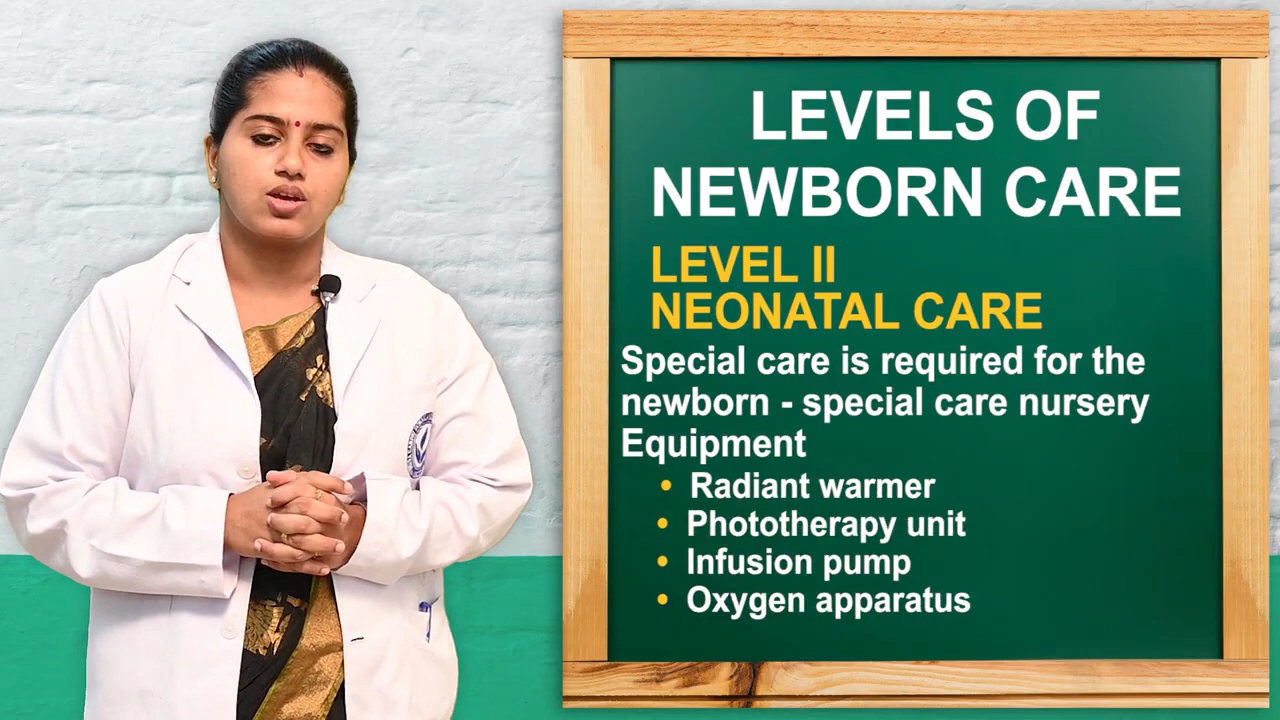 LEVELS OF
NEWBORN CARE
LEVEL II
NEONATAL CARE
Special care is required for the
newborn - special care nursery
Equipment
• Radiant warmer
• Phototherapy unit
• Infusion pump
• Oxygen apparatus